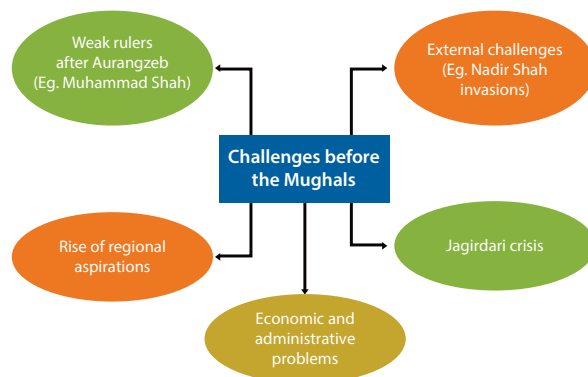 Weak rulers
after Aurangzeb
(Eg. Muhammad Shah)
External challenges
(Eg. Nadir Shah
invasions)
Challenges before
the Mughals
Rise of regional
aspirations
Jagirdari crisis
Economic and
administrative
problems